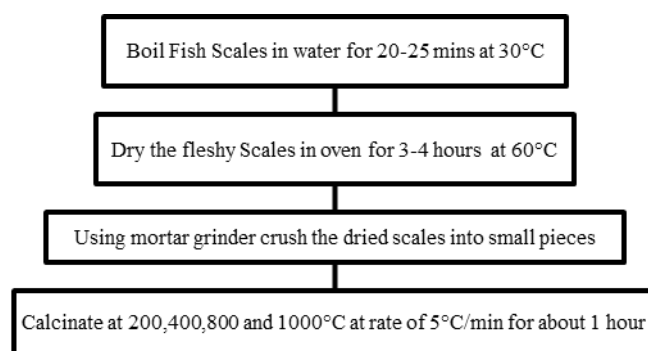 Boil Fish Scales in water for 20-25 mins at 30°C
Dry the fleshy Scales in oven for 3-4 hours at 60°C
Using mortar grinder crush the dried scales into small pieces
Calcinate at 200,400,800 and 1000°C at rate of 5°C/min for about 1 hour